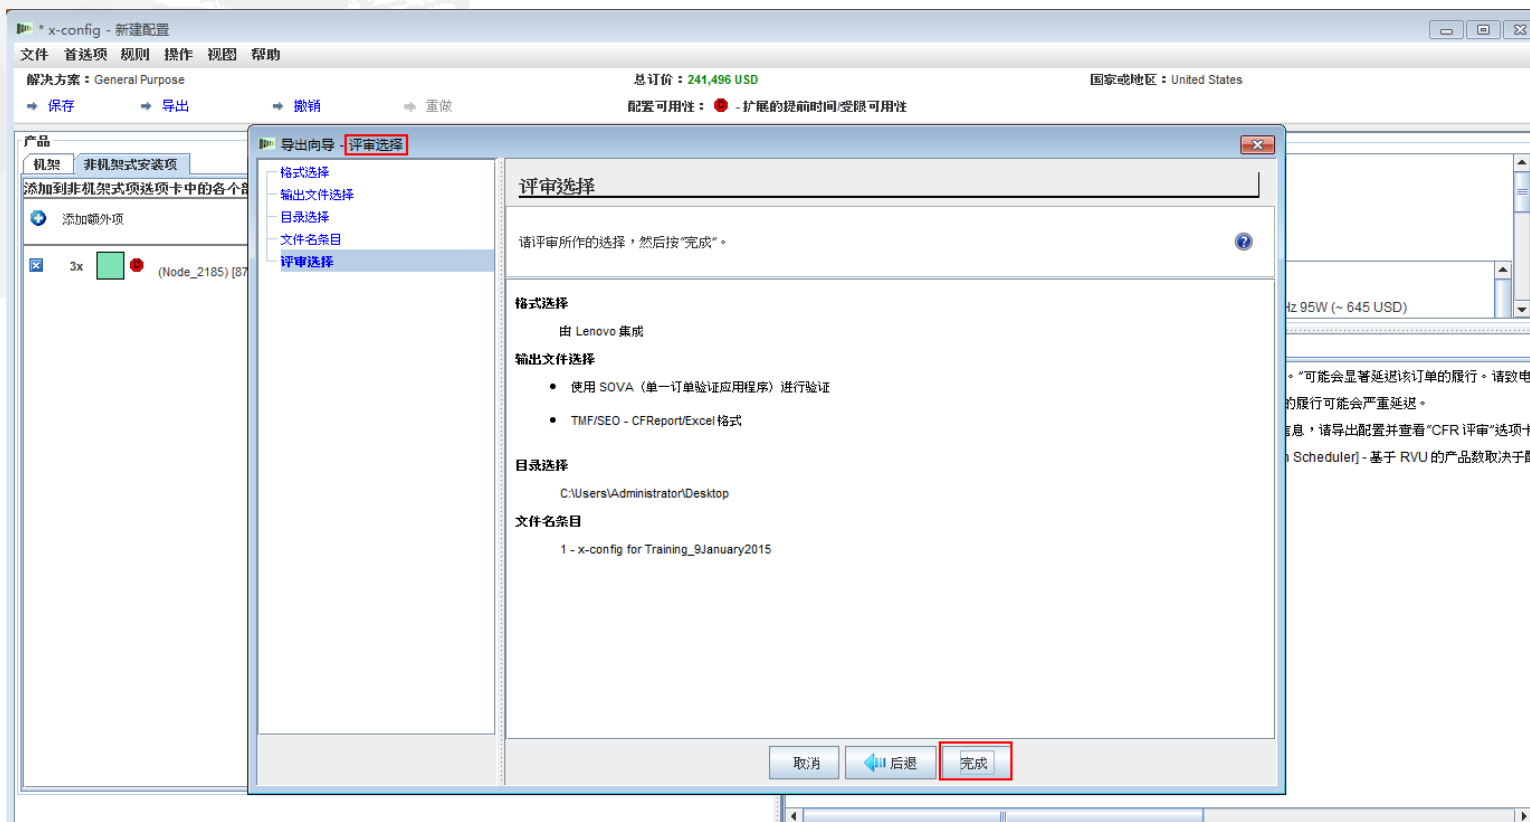 * x-config - 新建配置
文件 首选项 规则 操作 视图 帮助
解决方案：General Purpose
总订价：241,496 USD
国家或地区：United States
保存 导出 撤销 重做
配置可用性： - 扩展的提前时间/受限可用性
产品
机架 非机架式安装项
添加到非机架式项选项卡中的各个
添加额外项
3x (Node_2185) [87
导出向导 - 评审选择
格式选择
输出文件选择
目录选择
文件名条目
评审选择
评审选择
请评审所作的选择，然后按“完成”。
格式选择
由 Lenovo 集成
输出文件选择
使用 SOVA（单一订单验证应用程序）进行验证
TMF/SEO - CFReport/Excel 格式
目录选择
C:\Users\Administrator\Desktop
文件名条目
1 - x-config for Training_9January2015
取消 后退 完成
Hz 95W (~ 645 USD)
。“可能会显著延迟该订单的履行。请致电
的履行可能会严重延迟。
信息，请导出配置并查看“CFR 评审”选项卡
Scheduler] - 基于 RVU 的产品数取决于